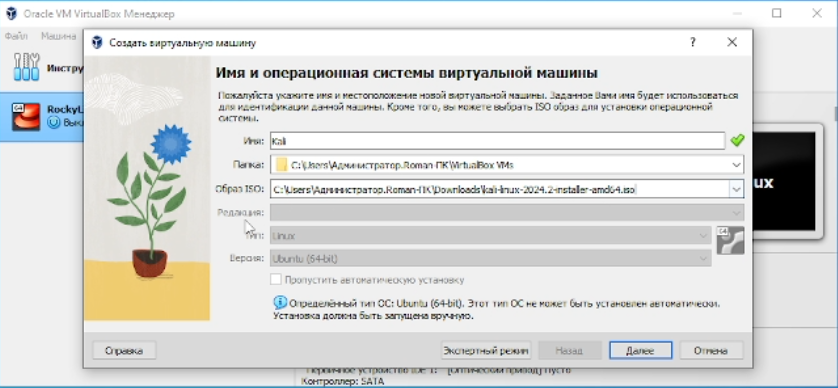 Oracle VM VirtualBox Менеджер
Файл Машина
Создать виртуальную машину
Инстру
Имя и операционная системы виртуальной машины
Пожалуйста укажите имя и местоположение новой виртуальной машины. Заданное Вами имя будет использоваться
для идентификации данной машины. Кроме того, вы можете выбрать ISO образ для установки операционной
системы.
RockyL
Вык
Имя: Kali
Папка: C:\Users\Администратор.Roman-ПК\VirtualBox VMs
Образ ISO: C:\Users\Администратор.Roman-ПК\Downloads\kali-linux-2024.2-installer-amd64.iso
ux
Редакция:
Тип: Linux
Версия: Ubuntu (64-bit)
Пропустить автоматическую установку
Определённый тип ОС: Ubuntu (64-bit). Этот тип ОС не может быть установлен автоматически.
Установка должна быть запущена вручную.
Справка Экспертный режим Назад Далее Отмена
Первичное устройство IDE 1: [Оптический привод] Пусто
Контроллер: SATA